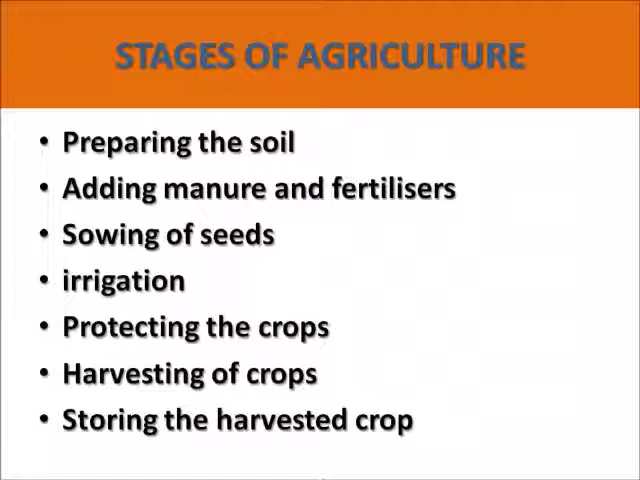 STAGES OF AGRICULTURE
• Preparing the soil
• Adding manure and fertilisers
• Sowing of seeds
• irrigation
• Protecting the crops
• Harvesting of crops
• Storing the harvested crop